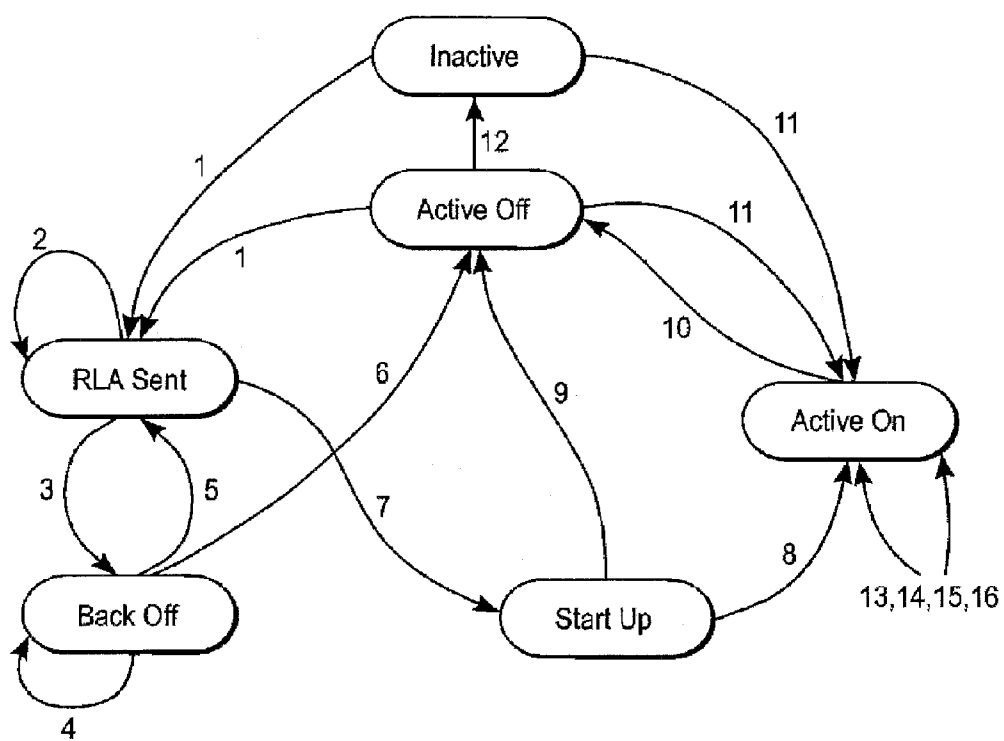 Inactive
11
12
1
Active Off
11
2
1
10
RLA Sent
6
9
Active On
3
5
7
8
13,14,15,16
Back Off
Start Up
4